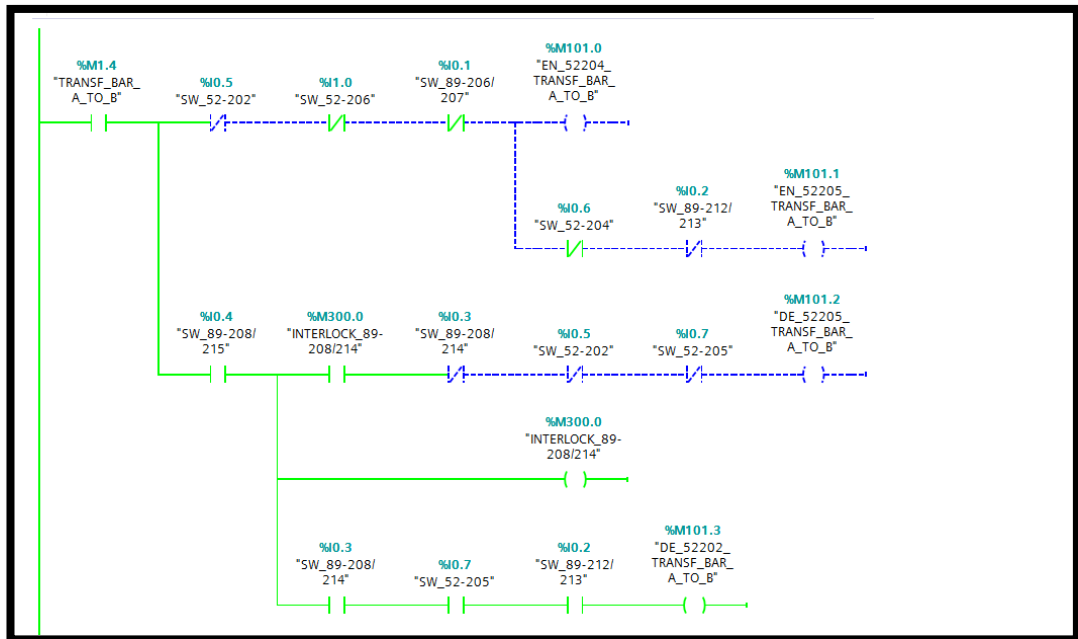 %M1.4
"TRANSF_BAR_
A_TO_B"
%I0.5
"SW_52-202"
%I1.0
"SW_52-206"
%I0.1
"SW_89-206/
207"
%M101.0
"EN_52204_
TRANSF_BAR_
A_TO_B"
%I0.6
"SW_52-204"
%I0.2
"SW_89-212/
213"
%M101.1
"EN_52205_
TRANSF_BAR_
A_TO_B"
%I0.4
"SW_89-208/
215"
%M300.0
"INTERLOCK_89-
208/214"
%I0.3
"SW_89-208/
214"
%I0.5
"SW_52-202"
%I0.7
"SW_52-205"
%M101.2
"DE_52205_
TRANSF_BAR_
A_TO_B"
%M300.0
"INTERLOCK_89-
208/214"
%I0.3
"SW_89-208/
214"
%I0.7
"SW_52-205"
%I0.2
"SW_89-212/
213"
%M101.3
"DE_52202_
TRANSF_BAR_
A_TO_B"